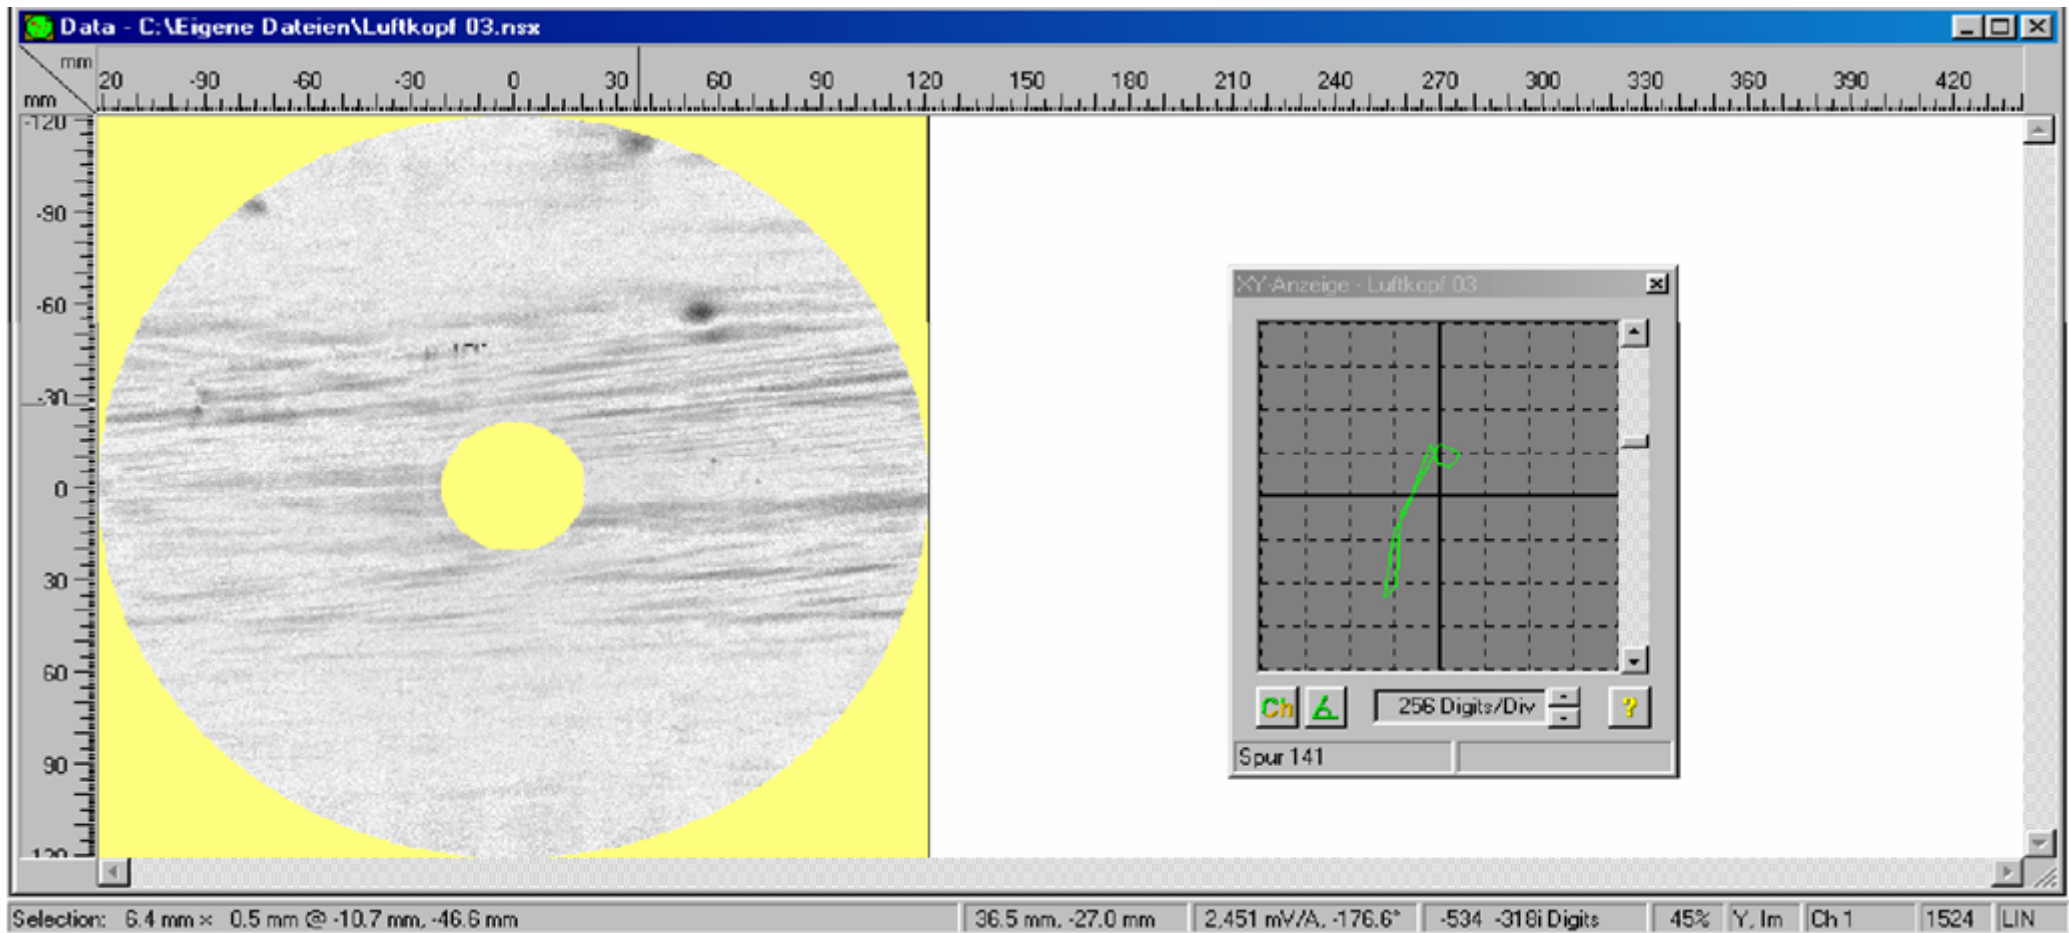 Data - C:\Eigene Dateien\Luftkopf 03.nsx
mm
20 -90 -60 -30 0 30 60 90 120 150 180 210 240 270 300 330 360 390 420
mm
-120
-90
-60
-30
0
30
60
90
120
XY-Anzeige - Luftkopf 03
Ch
256 Digits/Div
?
Spur 141
Selection: 6.4 mm × 0.5 mm @ -10.7 mm, -46.6 mm 36.5 mm, -27.0 mm 2,451 mV/A, -176.6° -534 -318i Digits 45% Y, Im Ch 1 1524 LIN